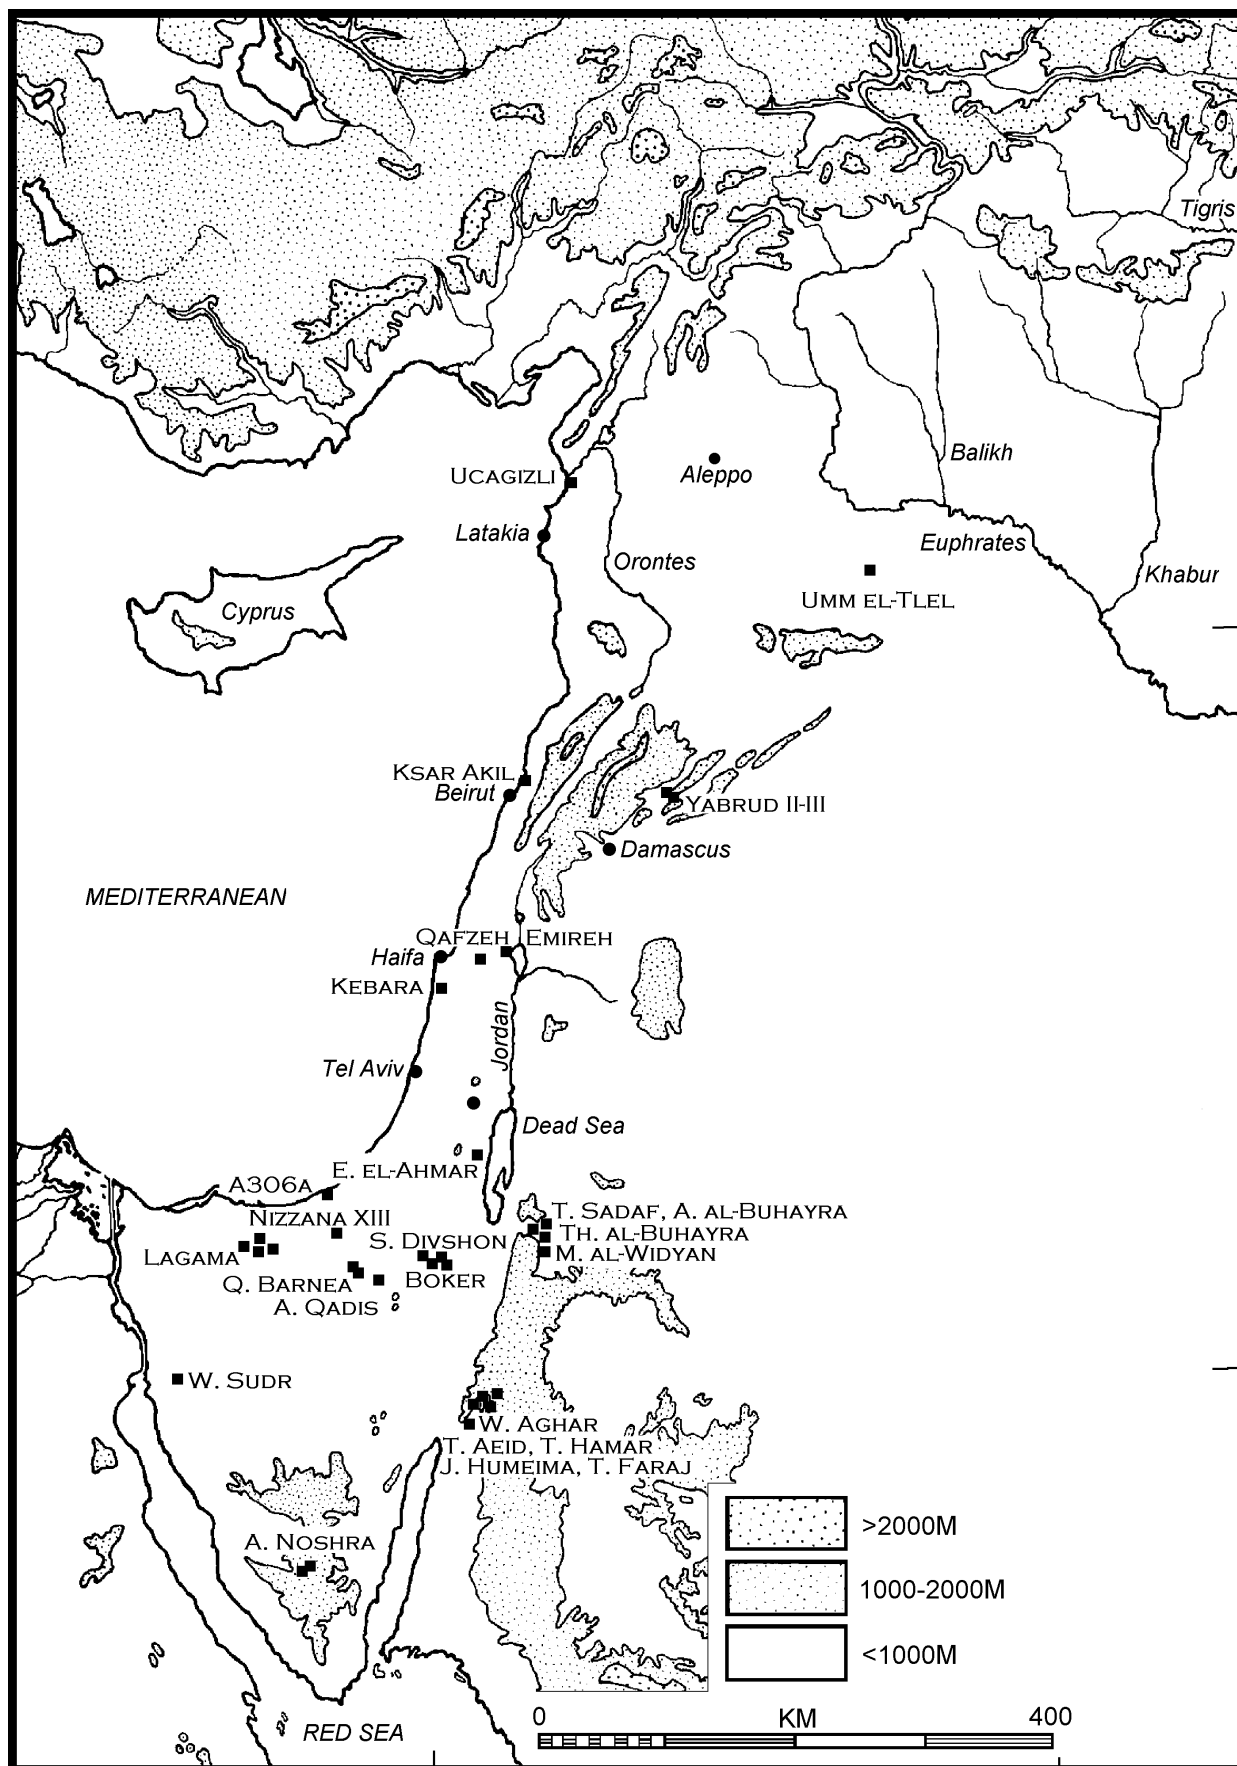 Tigris
Balikh
Aleppo
UCAGIZLI
Latakia
Euphrates
Orontes
Khabur
UMM EL-TLEL
Cyprus
KSAR AKIL
Beirut
YABRUD II-III
Damascus
MEDITERRANEAN
QAFZEH
EMIREH
Haifa
KEBARA
Jordan
Tel Aviv
Dead Sea
E. EL-AHMAR
A306A
T. SADAF, A. AL-BUHAYRA
NIZZANA XIII
TH. AL-BUHAYRA
S. DIVSHON
M. AL-WIDYAN
LAGAMA
Q. BARNEA
BOKER
A. QADIS
W. SUDR
W. AGHAR
T. AEID, T. HAMAR
J. HUMEIMA, T. FARAJ
>2000M
A. NOSHRA
1000-2000M
<1000M
0 KM 400
RED SEA